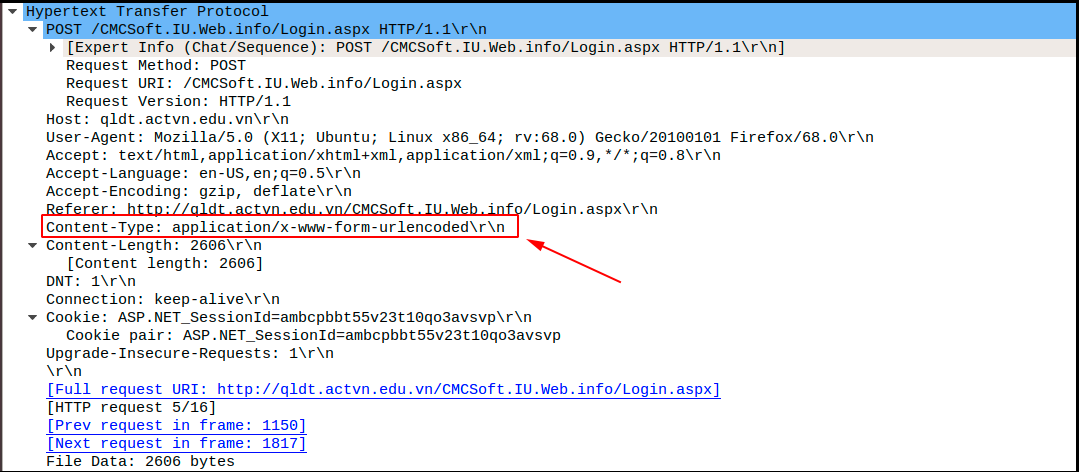 Hypertext Transfer Protocol
POST /CMCSoft.IU.Web.info/Login.aspx HTTP/1.1\r\n
[Expert Info (Chat/Sequence): POST /CMCSoft.IU.Web.info/Login.aspx HTTP/1.1\r\n]
Request Method: POST
Request URI: /CMCSoft.IU.Web.info/Login.aspx
Request Version: HTTP/1.1
Host: qldt.actvn.edu.vn\r\n
User-Agent: Mozilla/5.0 (X11; Ubuntu; Linux x86_64; rv:68.0) Gecko/20100101 Firefox/68.0\r\n
Accept: text/html,application/xhtml+xml,application/xml;q=0.9,*/*;q=0.8\r\n
Accept-Language: en-US,en;q=0.5\r\n
Accept-Encoding: gzip, deflate\r\n
Referer: http://qldt.actvn.edu.vn/CMCSoft.IU.Web.info/Login.aspx\r\n
Content-Type: application/x-www-form-urlencoded\r\n
Content-Length: 2606\r\n
[Content length: 2606]
DNT: 1\r\n
Connection: keep-alive\r\n
Cookie: ASP.NET_SessionId=ambcpbbt55v23t10qo3avsvp\r\n
Cookie pair: ASP.NET_SessionId=ambcpbbt55v23t10qo3avsvp
Upgrade-Insecure-Requests: 1\r\n
\r\n
[Full request URI: http://qldt.actvn.edu.vn/CMCSoft.IU.Web.info/Login.aspx]
[HTTP request 5/16]
[Prev request in frame: 1150]
[Next request in frame: 1817]
File Data: 2606 bytes